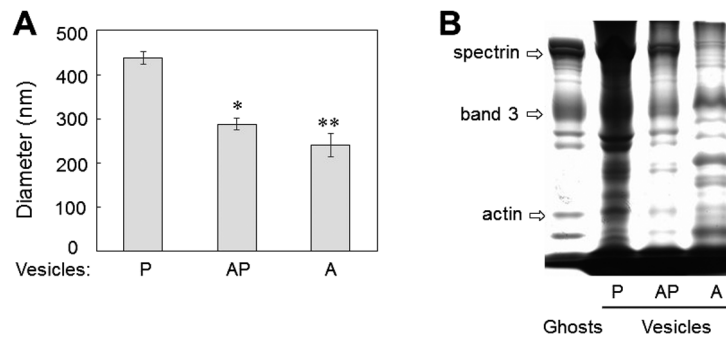 A
Diameter (nm)
500
400
300
200
100
0
*
**
Vesicles: P AP A
B
spectrin
band 3
actin
P AP A
Ghosts Vesicles